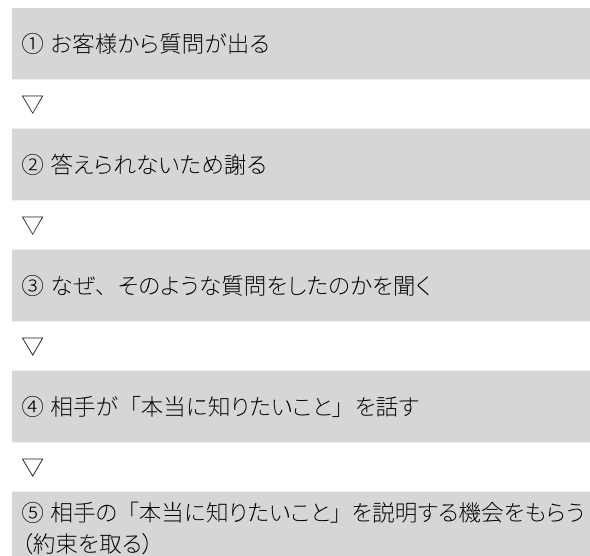 ① お客様から質問が出る
▽
② 答えられないため謝る
▽
③ なぜ、そのような質問をしたのかを聞く
▽
④ 相手が「本当に知りたいこと」を話す
▽
⑤ 相手の「本当に知りたいこと」を説明する機会をもらう
（約束を取る）